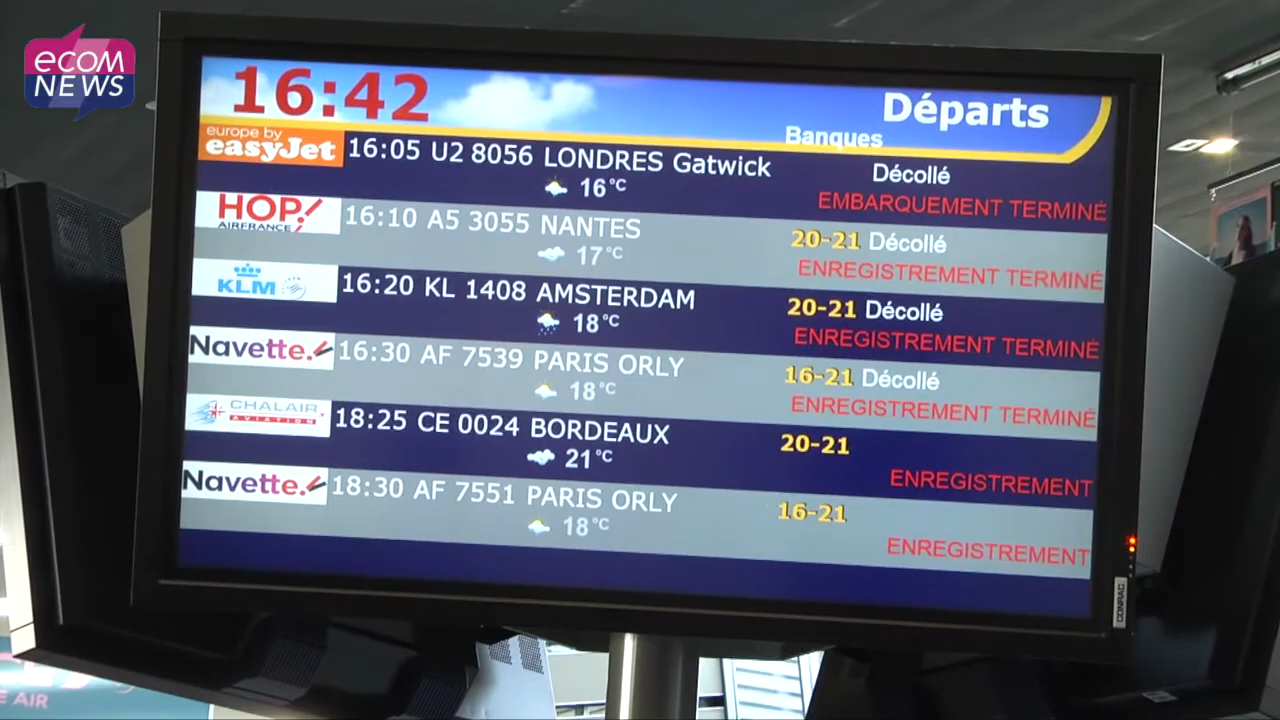 ecom
NEWS
16:42
Départs
Banques
europe by
easyJet
16:05 U2 8056 LONDRES Gatwick
Décollé
16°C
EMBARQUEMENT TERMINÉ
HOP!
AIRFRANCE
16:10 A5 3055 NANTES
20-21 Décollé
17°C
ENREGISTREMENT TERMINÉ
KLM
16:20 KL 1408 AMSTERDAM
20-21 Décollé
18°C
ENREGISTREMENT TERMINÉ
Navette.
16:30 AF 7539 PARIS ORLY
16-21 Décollé
18°C
ENREGISTREMENT TERMINÉ
CHALAIR
AVIATION
18:25 CE 0024 BORDEAUX
20-21
21°C
ENREGISTREMENT
Navette.
18:30 AF 7551 PARIS ORLY
16-21
18°C
ENREGISTREMENT
CONRAC
AIR